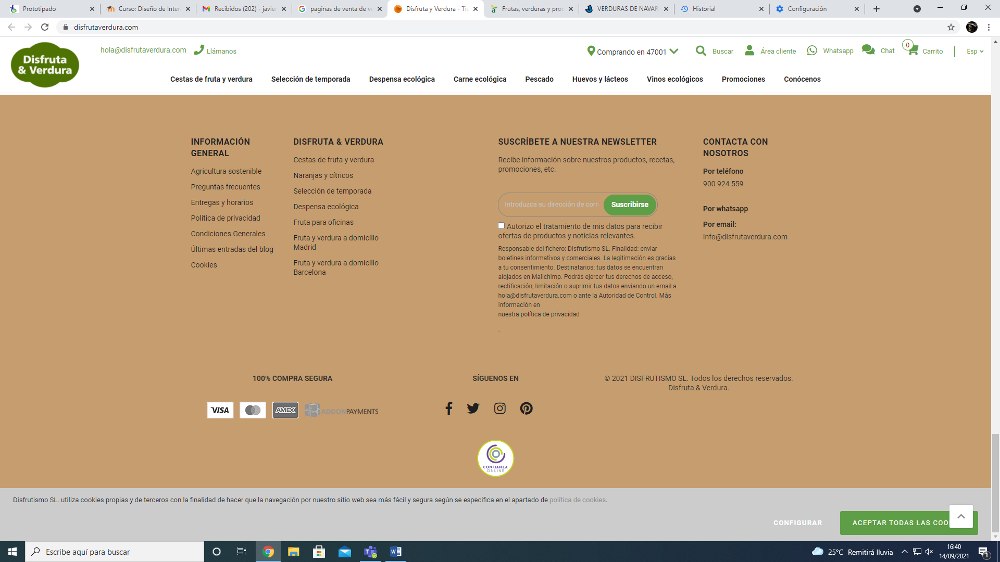 Prototipado
Curso: Diseño de Inter
Recibidos (202) - javie
paginas de venta de ve
Disfruta y Verdura - Tie
Frutas, verduras y proc
VERDURAS DE NAVAR
Historial
Configuración
disfrutaverdura.com
Disfruta
& Verdura
hola@disfrutaverdura.com
Llámanos
Comprando en 47001
Buscar
Área cliente
Whatsapp
Chat
0
Carrito
Esp
Cestas de fruta y verdura
Selección de temporada
Despensa ecológica
Carne ecológica
Pescado
Huevos y lácteos
Vinos ecológicos
Promociones
Conócenos
INFORMACIÓN
GENERAL
Agricultura sostenible
Preguntas frecuentes
Entregas y horarios
Política de privacidad
Condiciones Generales
Últimas entradas del blog
Cookies
DISFRUTA & VERDURA
Cestas de fruta y verdura
Naranjas y cítricos
Selección de temporada
Despensa ecológica
Fruta para oficinas
Fruta y verdura a domicilio
Madrid
Fruta y verdura a domicilio
Barcelona
SUSCRÍBETE A NUESTRA NEWSLETTER
Recibe información sobre nuestros productos, recetas,
promociones, etc.
Introduzca su dirección de corr
Suscribirse
Autorizo el tratamiento de mis datos para recibir
ofertas de productos y noticias relevantes.
Responsable del fichero: Disfrutismo SL. Finalidad: enviar
boletines informativos y comerciales. La legitimación es gracias
a tu consentimiento. Destinatarios: tus datos se encuentran
alojados en Mailchimp. Podrás ejercer tus derechos de acceso,
rectificación, limitación o suprimir tus datos enviando un email a
hola@disfrutaverdura.com o ante la Autoridad de Control. Más
información en
nuestra política de privacidad
.
CONTACTA CON
NOSOTROS
Por teléfono
900 924 559
Por whatsapp
Por email:
info@disfrutaverdura.com
100% COMPRA SEGURA
VISA
AMEX
ADDONPAYMENTS
SÍGUENOS EN
© 2021 DISFRUTISMO SL. Todos los derechos reservados.
Disfruta & Verdura.
CONFIANZA
ONLINE
Disfrutismo SL. utiliza cookies propias y de terceros con la finalidad de hacer que la navegación por nuestro sitio web sea más fácil y segura según se especifica en el apartado de política de cookies.
CONFIGURAR
ACEPTAR TODAS LAS COO
Escribe aquí para buscar
25°C Remitirá lluvia
16:40
14/09/2021
1